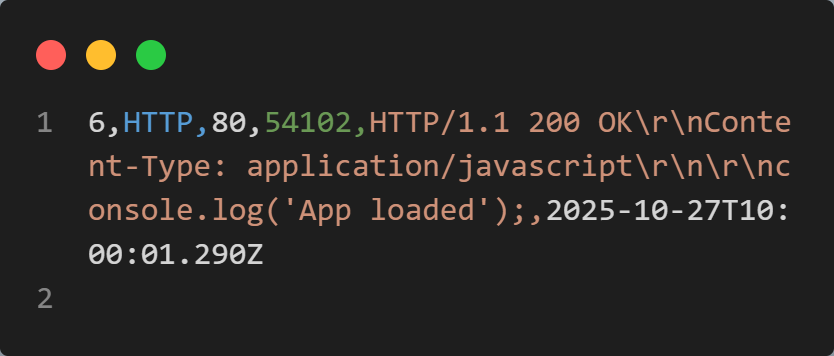 1 6,HTTP,80,54102,HTTP/1.1 200 OK\r\nConte
nt-Type: application/javascript\r\n\r\nc
onsole.log('App loaded');,2025-10-27T10:
00:01.290Z
2